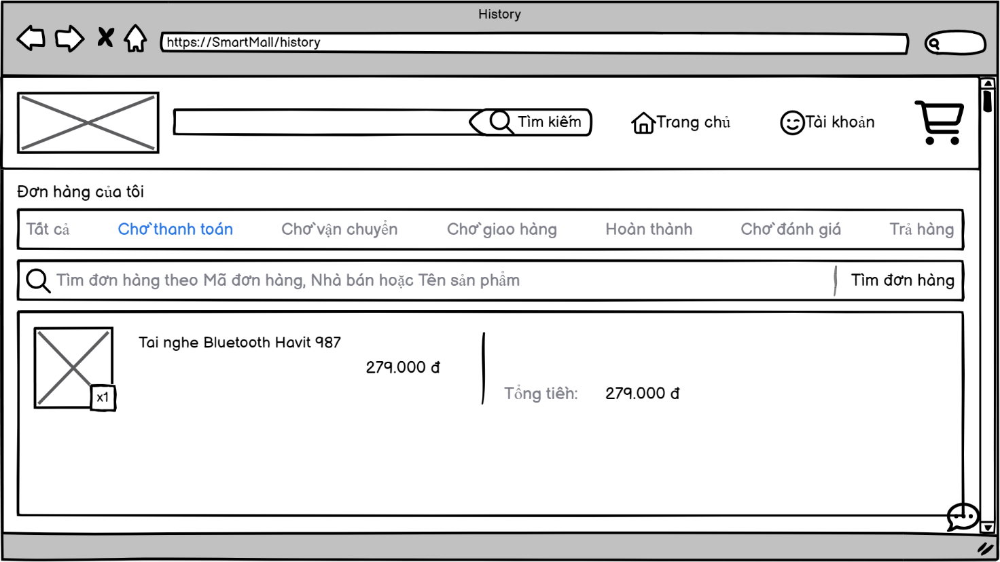 History
https://SmartMall/history
Tìm kiếm
Trang chủ
Tài khoản
Đơn hàng của tôi
Tất cả
Chờ thanh toán
Chờ vận chuyển
Chờ giao hàng
Hoàn thành
Chờ đánh giá
Trả hàng
Tìm đơn hàng theo Mã đơn hàng, Nhà bán hoặc Tên sản phẩm
Tìm đơn hàng
Tai nghe Bluetooth Havit 987
279.000 đ
x1
Tổng tiền: 279.000 đ